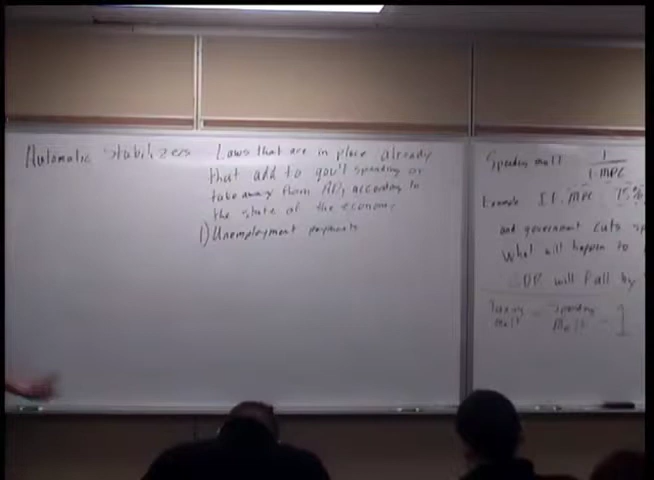 Automatic Stabilizers Laws that are in place already
that add to gov't spending or
take away from AD, according to
the state of the economy
1) Unemployment payments
Spending mult 1
1-MPC
Example If MPC 75%
and government cuts
What will happen to
GDP will fall by
Taxing Spending
mult = Mult - 1